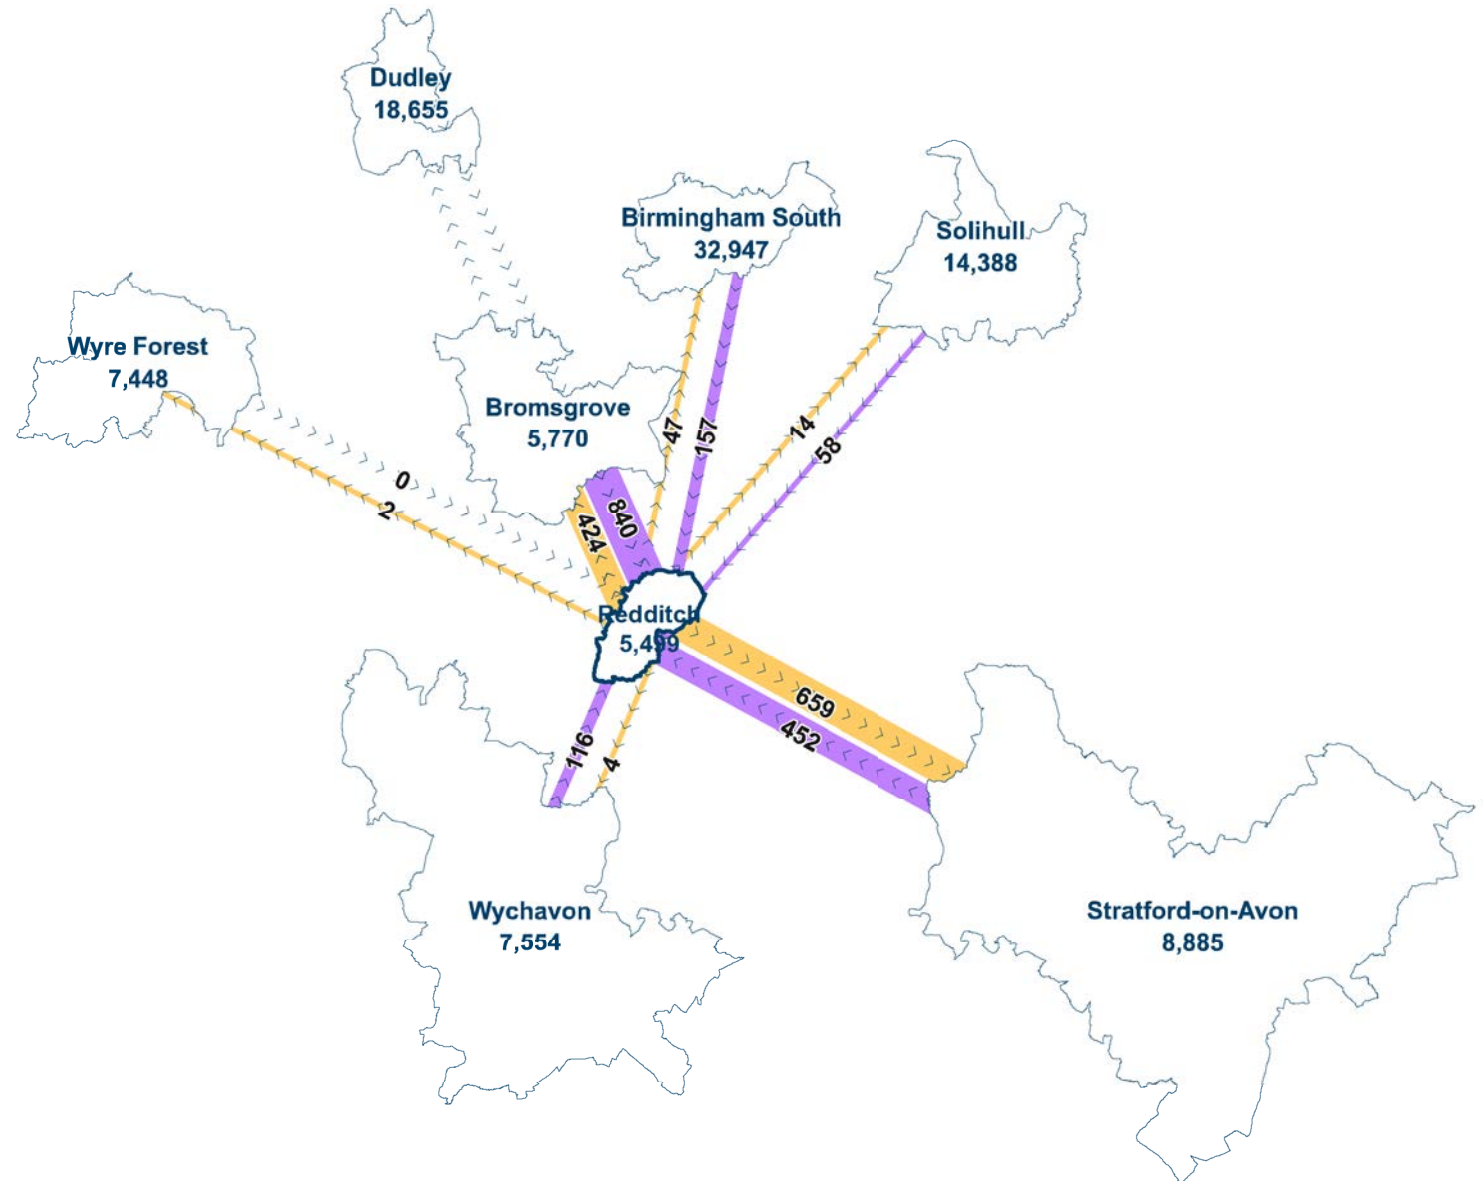 Dudley
18,655
Birmingham South
32,947
Solihull
14,388
Wyre Forest
7,448
Bromsgrove
5,770
47
157
14
58
0
2
840
424
Redditch
5,499
659
452
116
4
Wychavon
7,554
Stratford-on-Avon
8,885